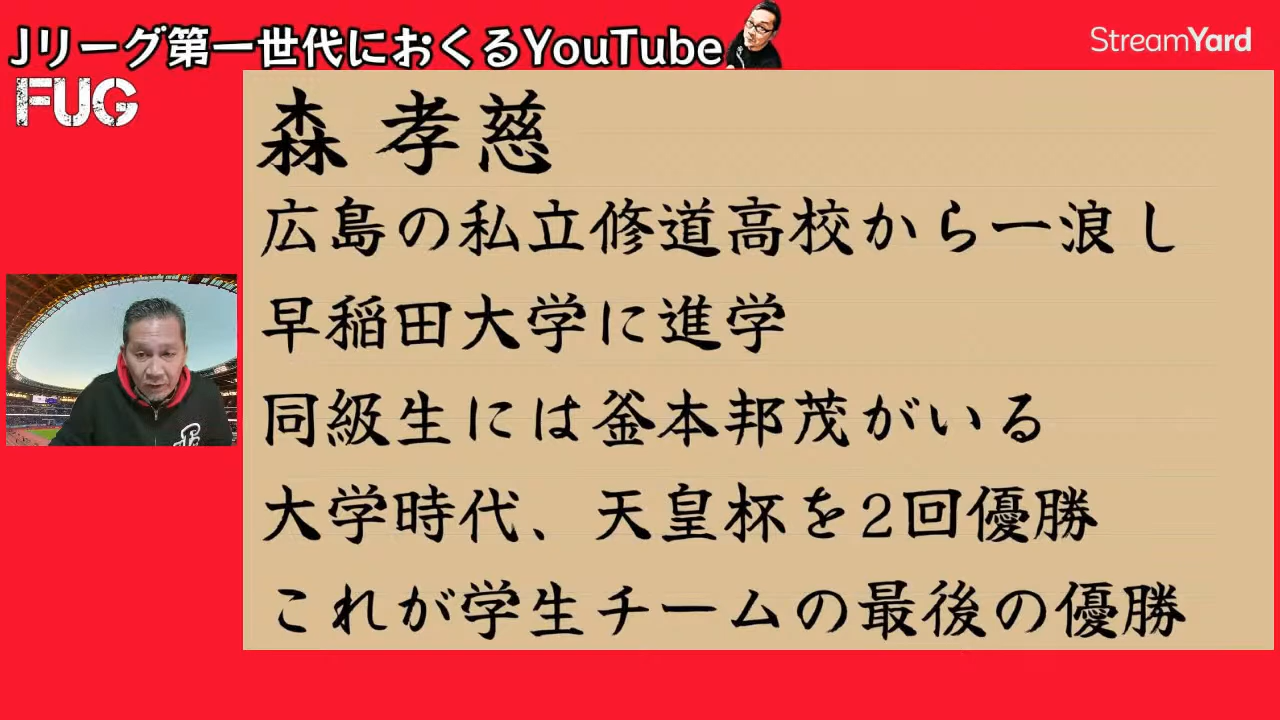 Jリーグ第一世代におくるYouTube
StreamYard
FUG
森 孝慈
広島の私立修道高校から一浪し
早稲田大学に進学
同級生には釜本邦茂がいる
大学時代、天皇杯を2回優勝
これが学生チームの最後の優勝